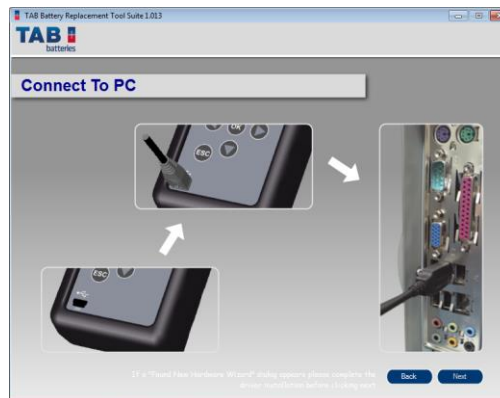 TAB Battery Replacement Tool Suite 1.013
TAB
batteries
Connect To PC
OK
ESC
ESC
If a "Found New Hardware Wizard" dialog appears please complete the
driver installation before clicking next
Back
Next